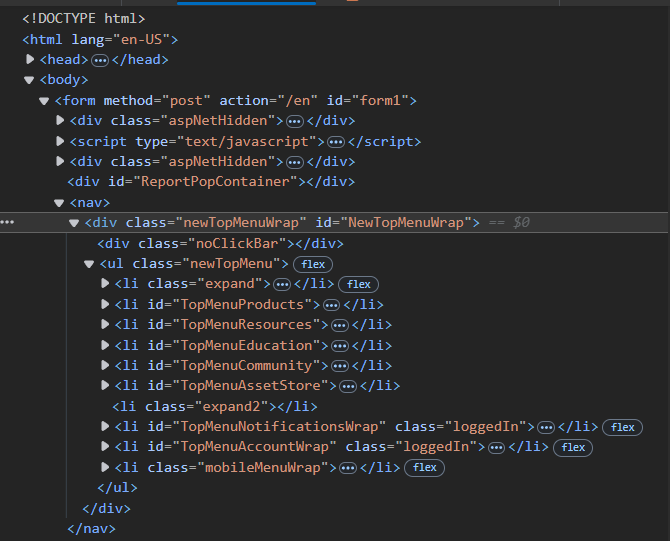 <!DOCTYPE html>
<html lang="en-US">
<head>•••</head>
<body>
<form method="post" action="/en" id="form1">
<div class="aspNetHidden">•••</div>
<script type="text/javascript">•••</script>
<div class="aspNetHidden">•••</div>
<div id="ReportPopContainer"></div>
<nav>
••• <div class="newTopMenuWrap" id="NewTopMenuWrap"> == $0
<div class="noClickBar"></div>
<ul class="newTopMenu"> flex
<li class="expand">•••</li> flex
<li id="TopMenuProducts">•••</li>
<li id="TopMenuResources">•••</li>
<li id="TopMenuEducation">•••</li>
<li id="TopMenuCommunity">•••</li>
<li id="TopMenuAssetStore">•••</li>
<li class="expand2"></li>
<li id="TopMenuNotificationsWrap" class="loggedIn">•••</li> flex
<li id="TopMenuAccountWrap" class="loggedIn">•••</li> flex
<li class="mobileMenuWrap">•••</li> flex
</ul>
</div>
</nav>